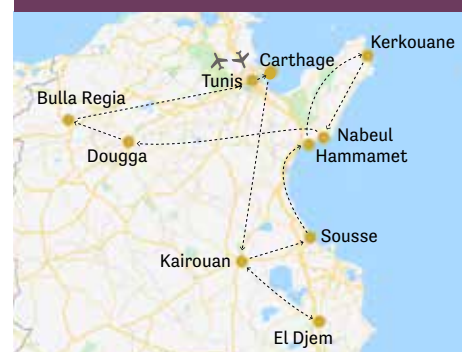 Kerkouane
Carthage
Tunis
Bulla Regia
Nabeul
Dougga
Hammamet
Sousse
Kairouan
El Djem